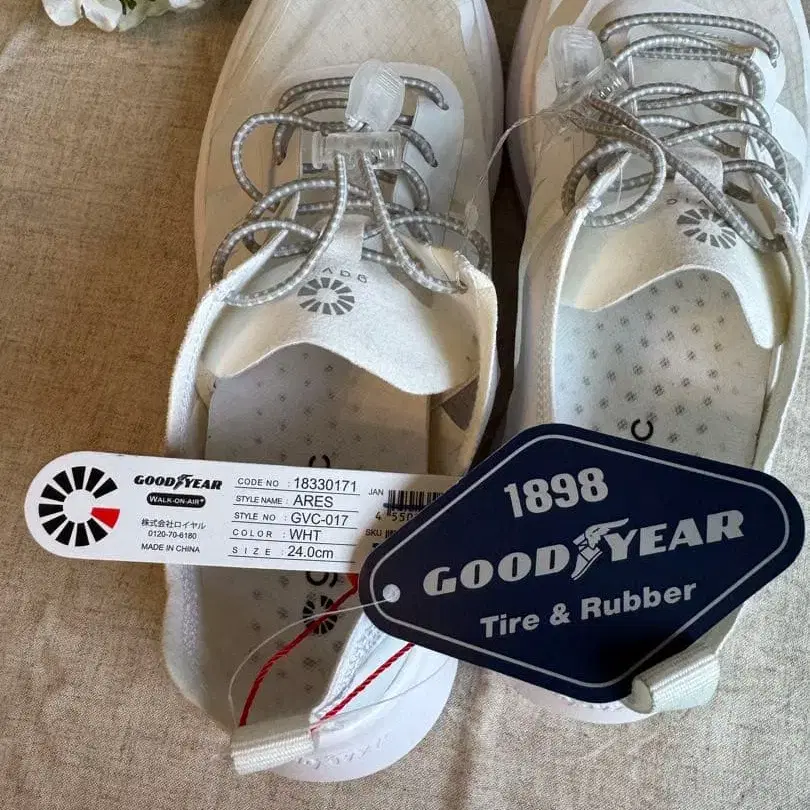 ADG
GOODYEAR
WALK-ON-AIR
株式会社ロイヤル
0120-70-6180
MADE IN CHINA
CODE NO : 18330171
STYLE NAME : ARES
STYLE NO : GVC-017
COLOR : WHT
SIZE : 24.0cm
JAN
SKU
1898
GOODYEAR
Tire & Rubber